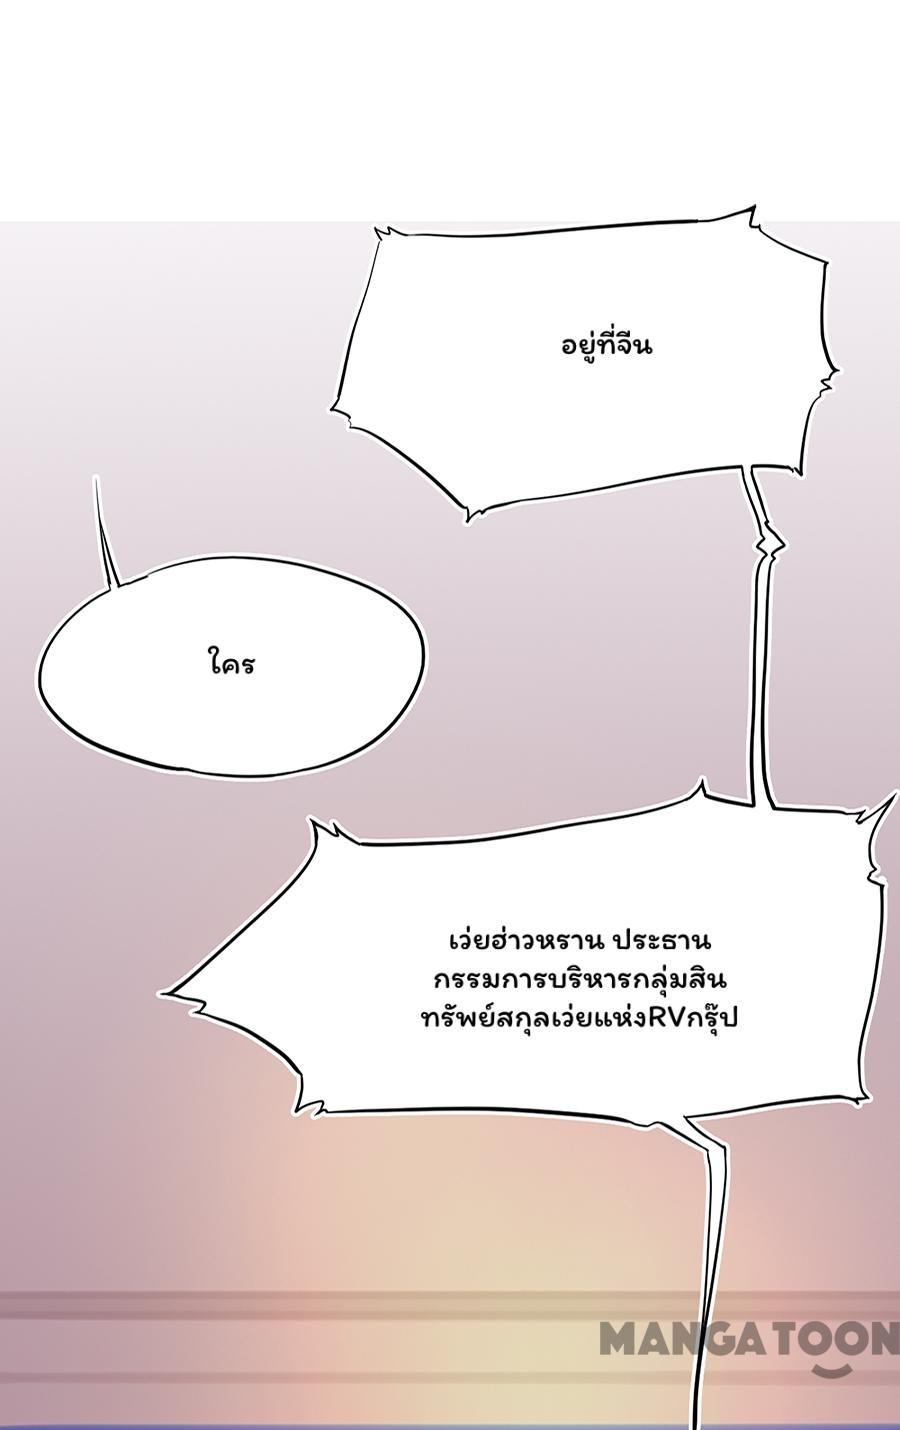 อยู่ที่จีน
ใคร
เว่ยฮ่าวหราน ประธาน
กรรมการบริหารกลุ่มสิน
ทรัพย์สกุลเว่ยแห่งRVกรุ๊ป
MANGATOON